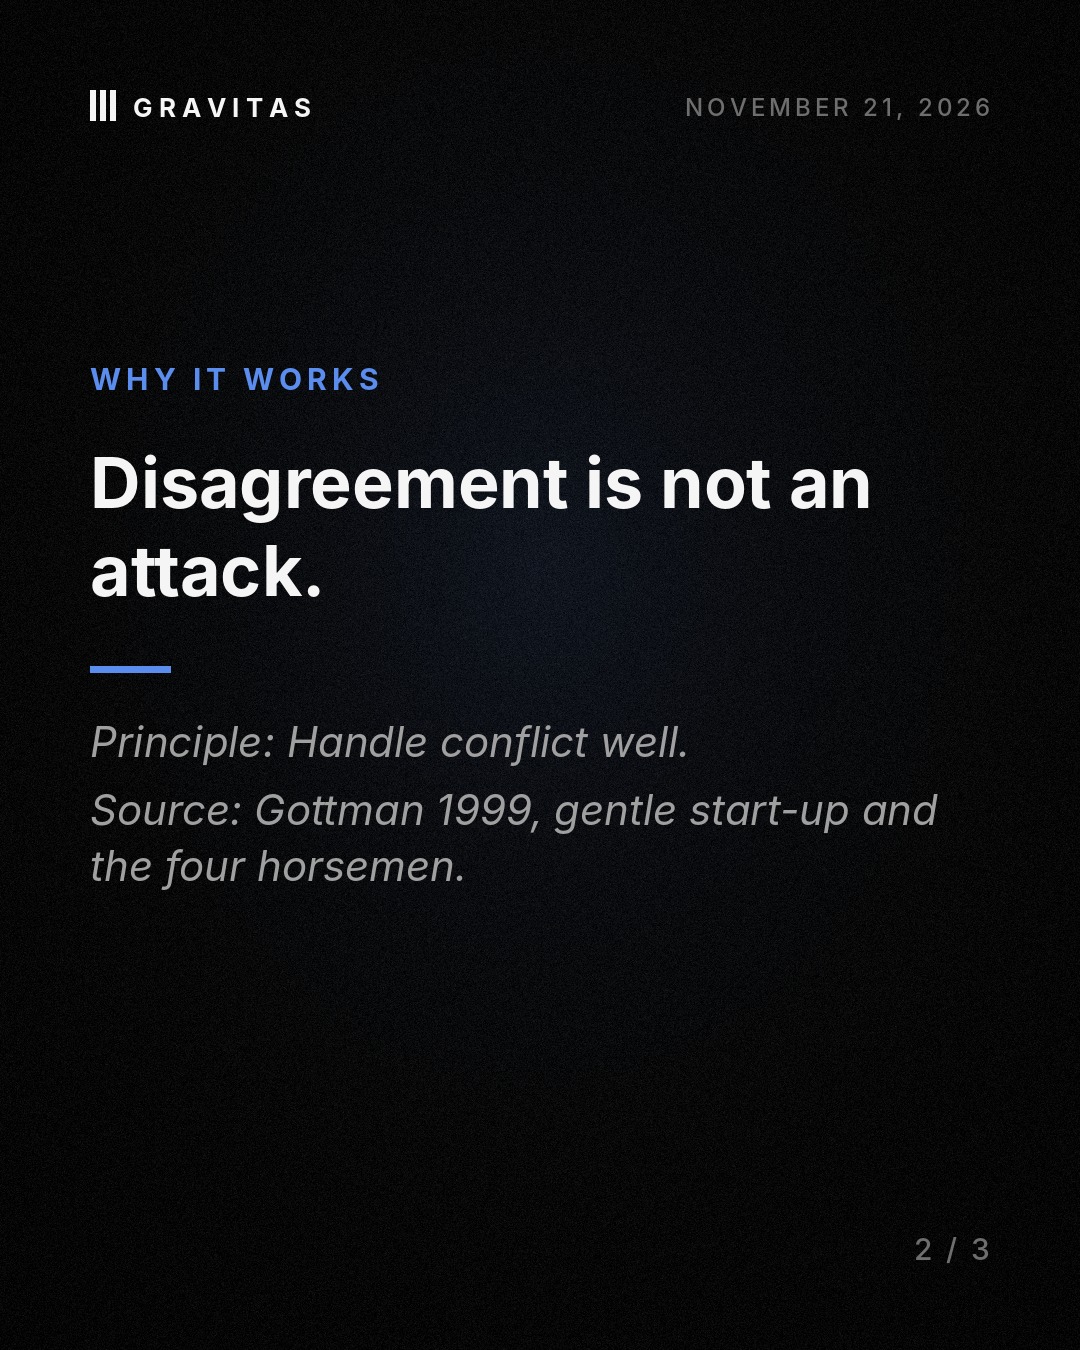 GRAVITAS
NOVEMBER 21, 2026
WHY IT WORKS
Disagreement is not an
attack.
Principle: Handle conflict well.
Source: Gottman 1999, gentle start-up and
the four horsemen.
2 / 3